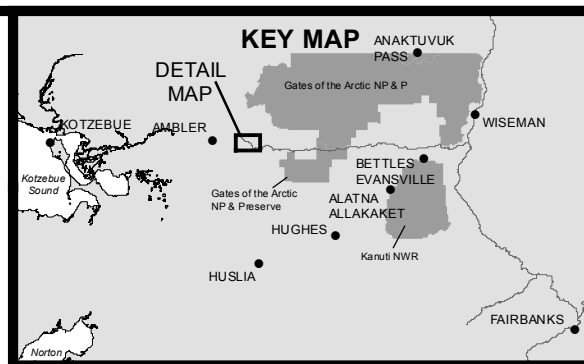 KEY MAP
ANAKTUVUK
PASS
DETAIL
MAP
Gates of the Arctic NP & P
KOTZEBUE
AMBLER
WISEMAN
Kotzebue
Sound
BETTLES
EVANSVILLE
Gates of the Arctic
NP & Preserve
ALATNA
ALLAKAKET
HUGHES
Kanuti NWR
HUSLIA
FAIRBANKS
Norton